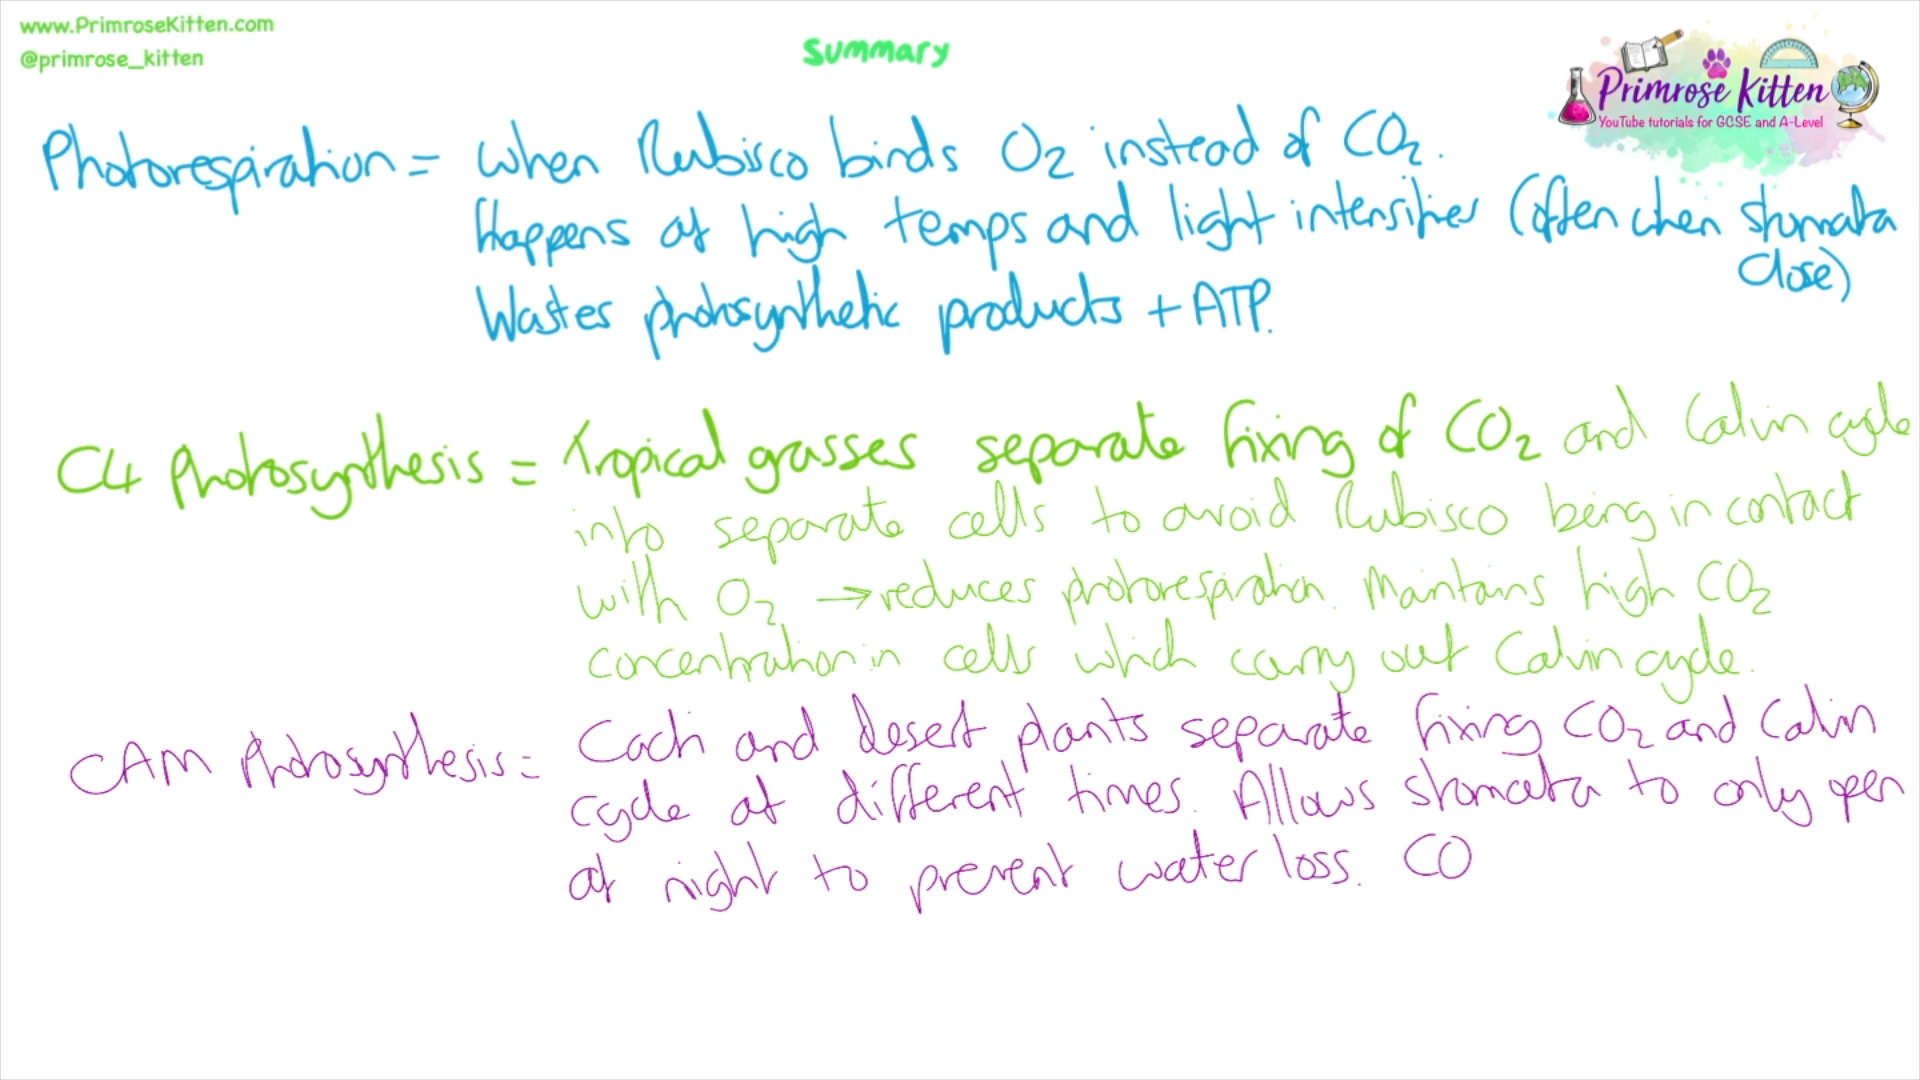 www.PrimroseKitten.com
@primrose_kitten
Summary
Primrose Kitten
YouTube tutorials for GCSE and A-Level
Photorespiration = when Rubisco binds O₂ instead of CO₂.
Happens at high temps and light intensities (often when stomata
close)
Wastes photosynthetic products + ATP.
C4 Photosynthesis = Tropical grasses separate fixing of CO₂ and Calvin cycle
into separate cells to avoid Rubisco being in contact
with O₂ → reduces photorespiration. Maintains high CO₂
concentration in cells which carry out Calvin cycle.
CAM Photosynthesis = Cacti and desert plants separate fixing CO₂ and Calvin
cycle at different times. Allows stomata to only open
at night to prevent water loss. CO